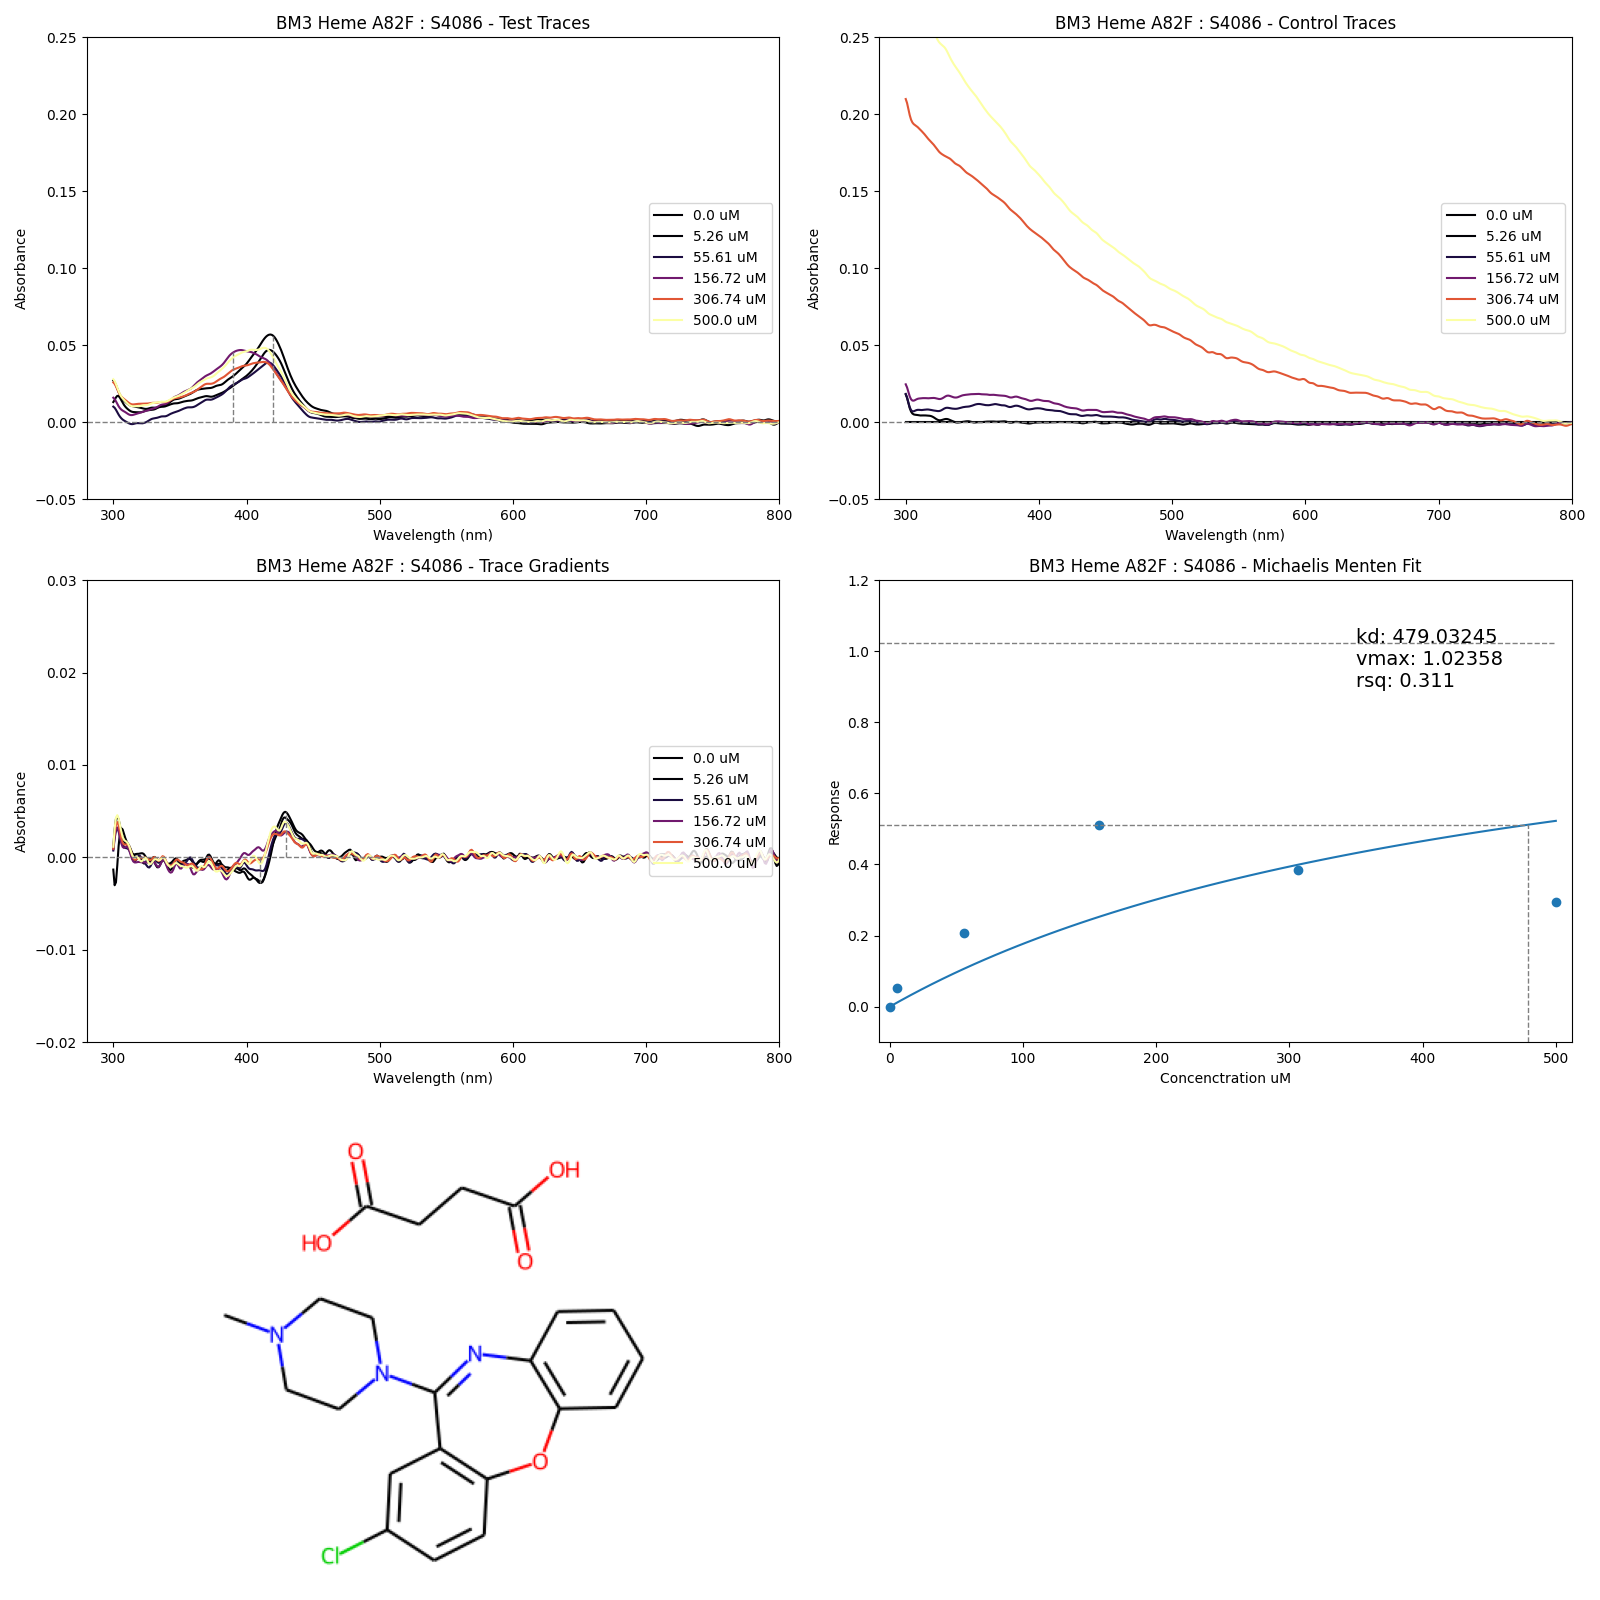 BM3 Heme A82F : S4086 - Test Traces
0.25
0.20
0.15
0.10
0.05
0.00
−0.05
Absorbance
300
400
500
600
700
800
Wavelength (nm)
0.0 uM
5.26 uM
55.61 uM
156.72 uM
306.74 uM
500.0 uM
BM3 Heme A82F : S4086 - Control Traces
0.25
0.20
0.15
0.10
0.05
0.00
−0.05
Absorbance
300
400
500
600
700
800
Wavelength (nm)
0.0 uM
5.26 uM
55.61 uM
156.72 uM
306.74 uM
500.0 uM
BM3 Heme A82F : S4086 - Trace Gradients
0.03
0.02
0.01
0.00
−0.01
−0.02
Absorbance
300
400
500
600
700
800
Wavelength (nm)
0.0 uM
5.26 uM
55.61 uM
156.72 uM
306.74 uM
500.0 uM
BM3 Heme A82F : S4086 - Michaelis Menten Fit
1.2
1.0
0.8
0.6
0.4
0.2
0.0
Response
0
100
200
300
400
500
Concenctration uM
kd: 479.03245
vmax: 1.02358
rsq: 0.311
O
OH
HO
O
N
N
N
O
Cl